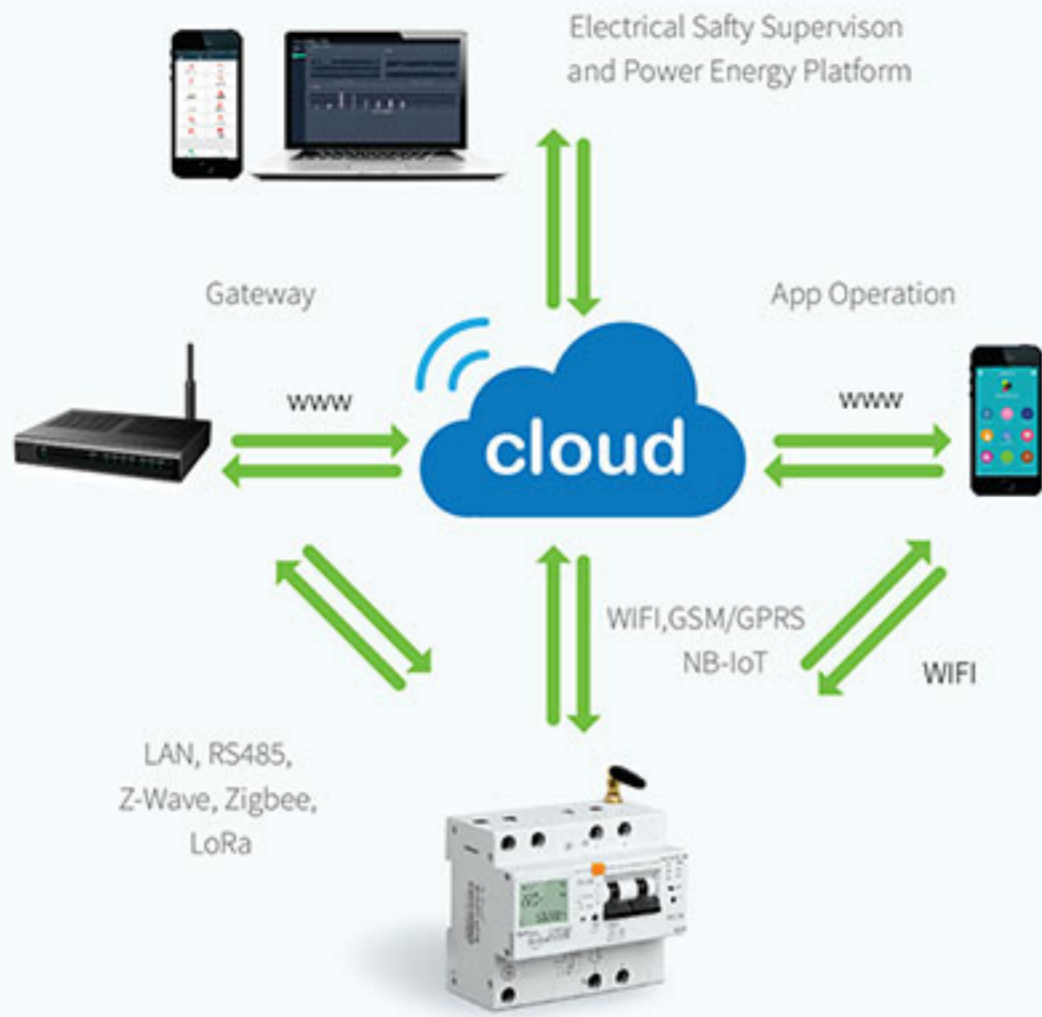 Electrical Safty Supervison
and Power Energy Platform
Gateway
App Operation
www
www
cloud
WIFI,GSM/GPRS
NB-IoT
WIFI
LAN, RS485,
Z-Wave, Zigbee,
LoRa